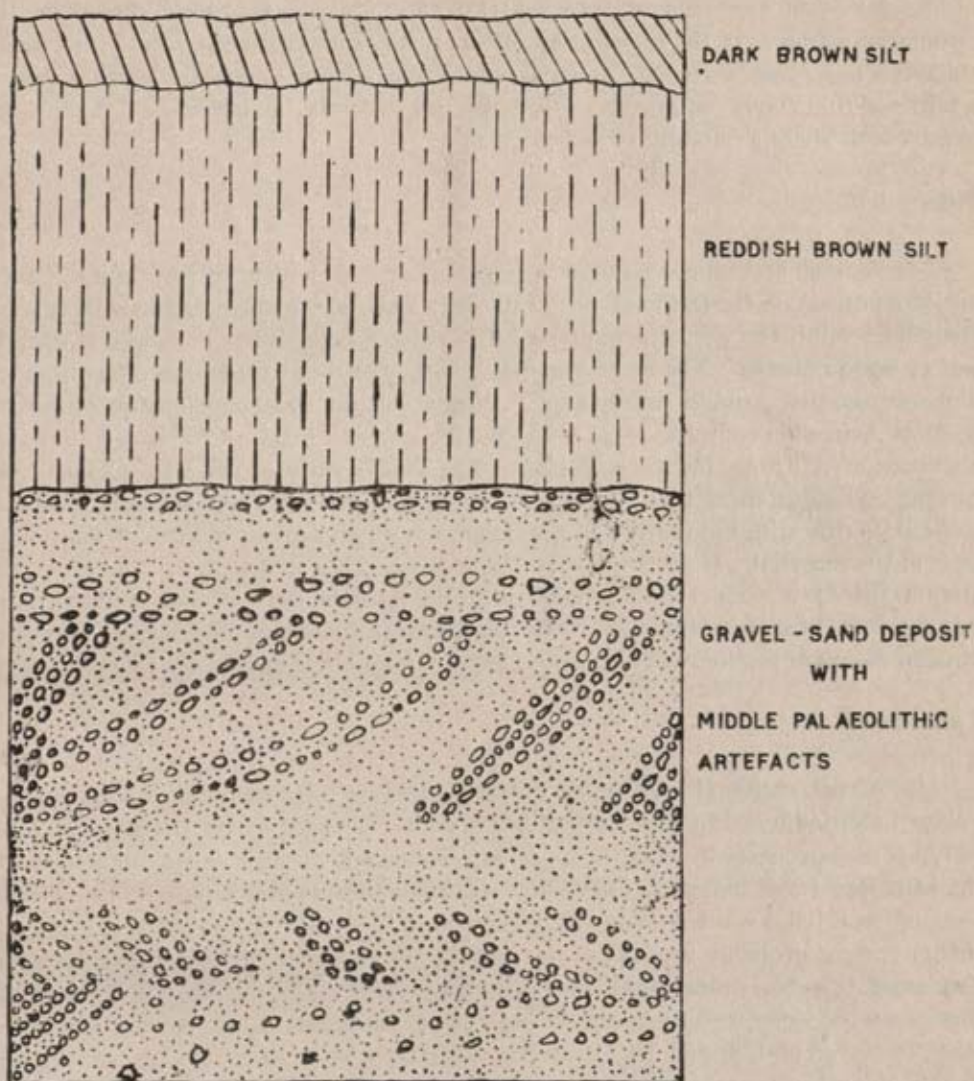 DARK BROWN SILT
REDDISH BROWN SILT
GRAVEL - SAND DEPOSIT
WITH
MIDDLE PALAEOLITHIC
ARTEFACTS